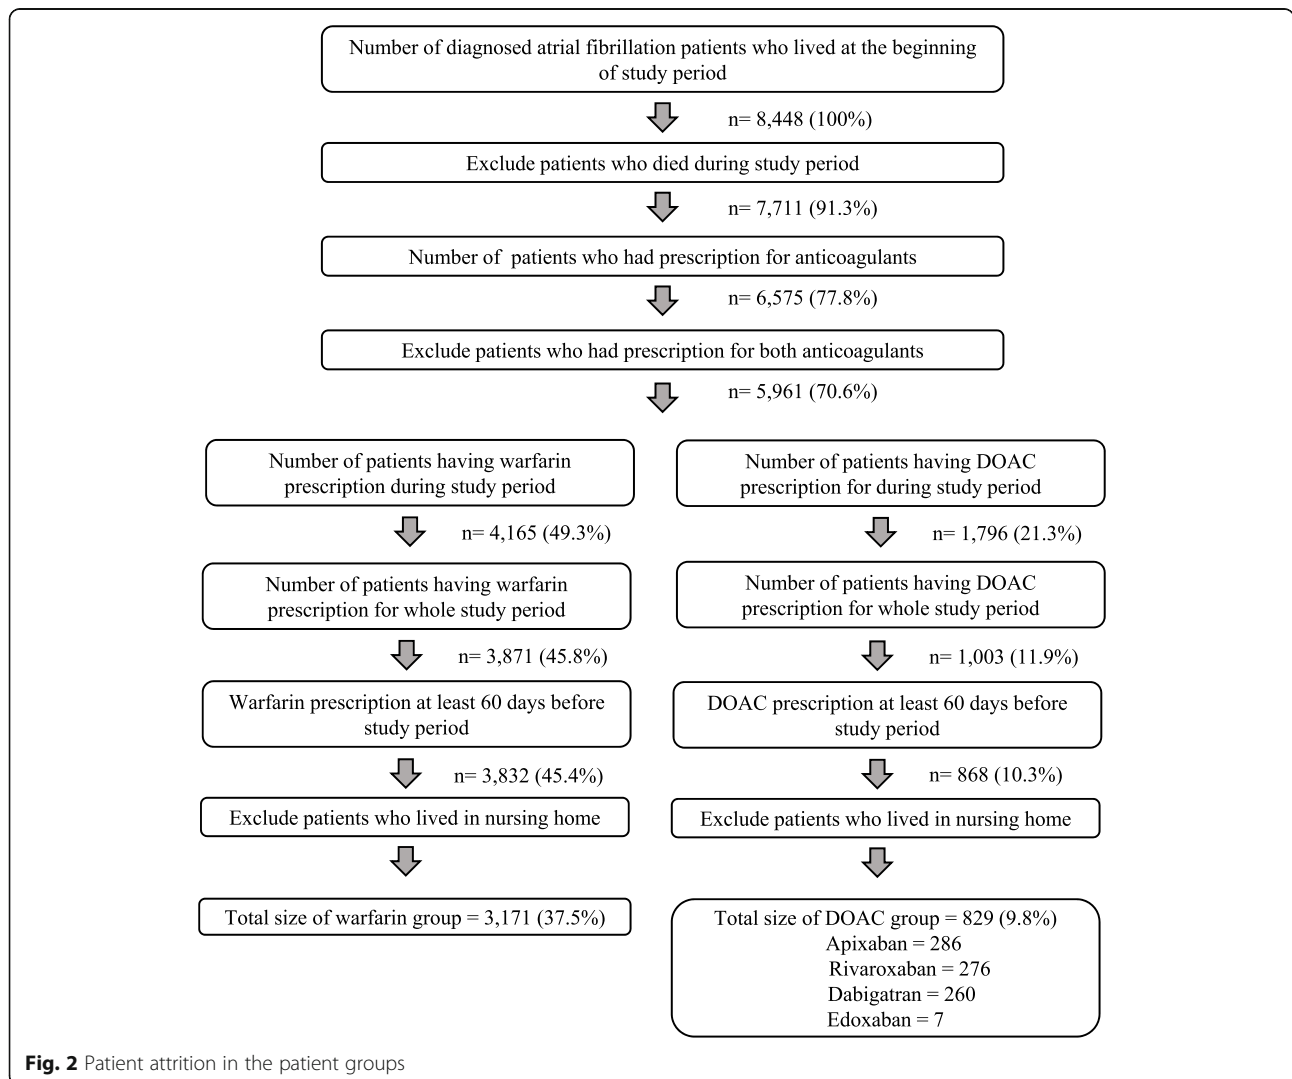 Number of diagnosed atrial fibrillation patients who lived at the beginning
of study period
n= 8,448 (100%)
Exclude patients who died during study period
n= 7,711 (91.3%)
Number of patients who had prescription for anticoagulants
n= 6,575 (77.8%)
Exclude patients who had prescription for both anticoagulants
n= 5,961 (70.6%)
Number of patients having warfarin
prescription during study period
n= 4,165 (49.3%)
Number of patients having warfarin
prescription for whole study period
n= 3,871 (45.8%)
Warfarin prescription at least 60 days before
study period
n= 3,832 (45.4%)
Exclude patients who lived in nursing home
Total size of warfarin group = 3,171 (37.5%)
Number of patients having DOAC
prescription for during study period
n= 1,796 (21.3%)
Number of patients having DOAC
prescription for whole study period
n= 1,003 (11.9%)
DOAC prescription at least 60 days before
study period
n= 868 (10.3%)
Exclude patients who lived in nursing home
Total size of DOAC group = 829 (9.8%)
Apixaban = 286
Rivaroxaban = 276
Dabigatran = 260
Edoxaban = 7
Fig. 2 Patient attrition in the patient groups